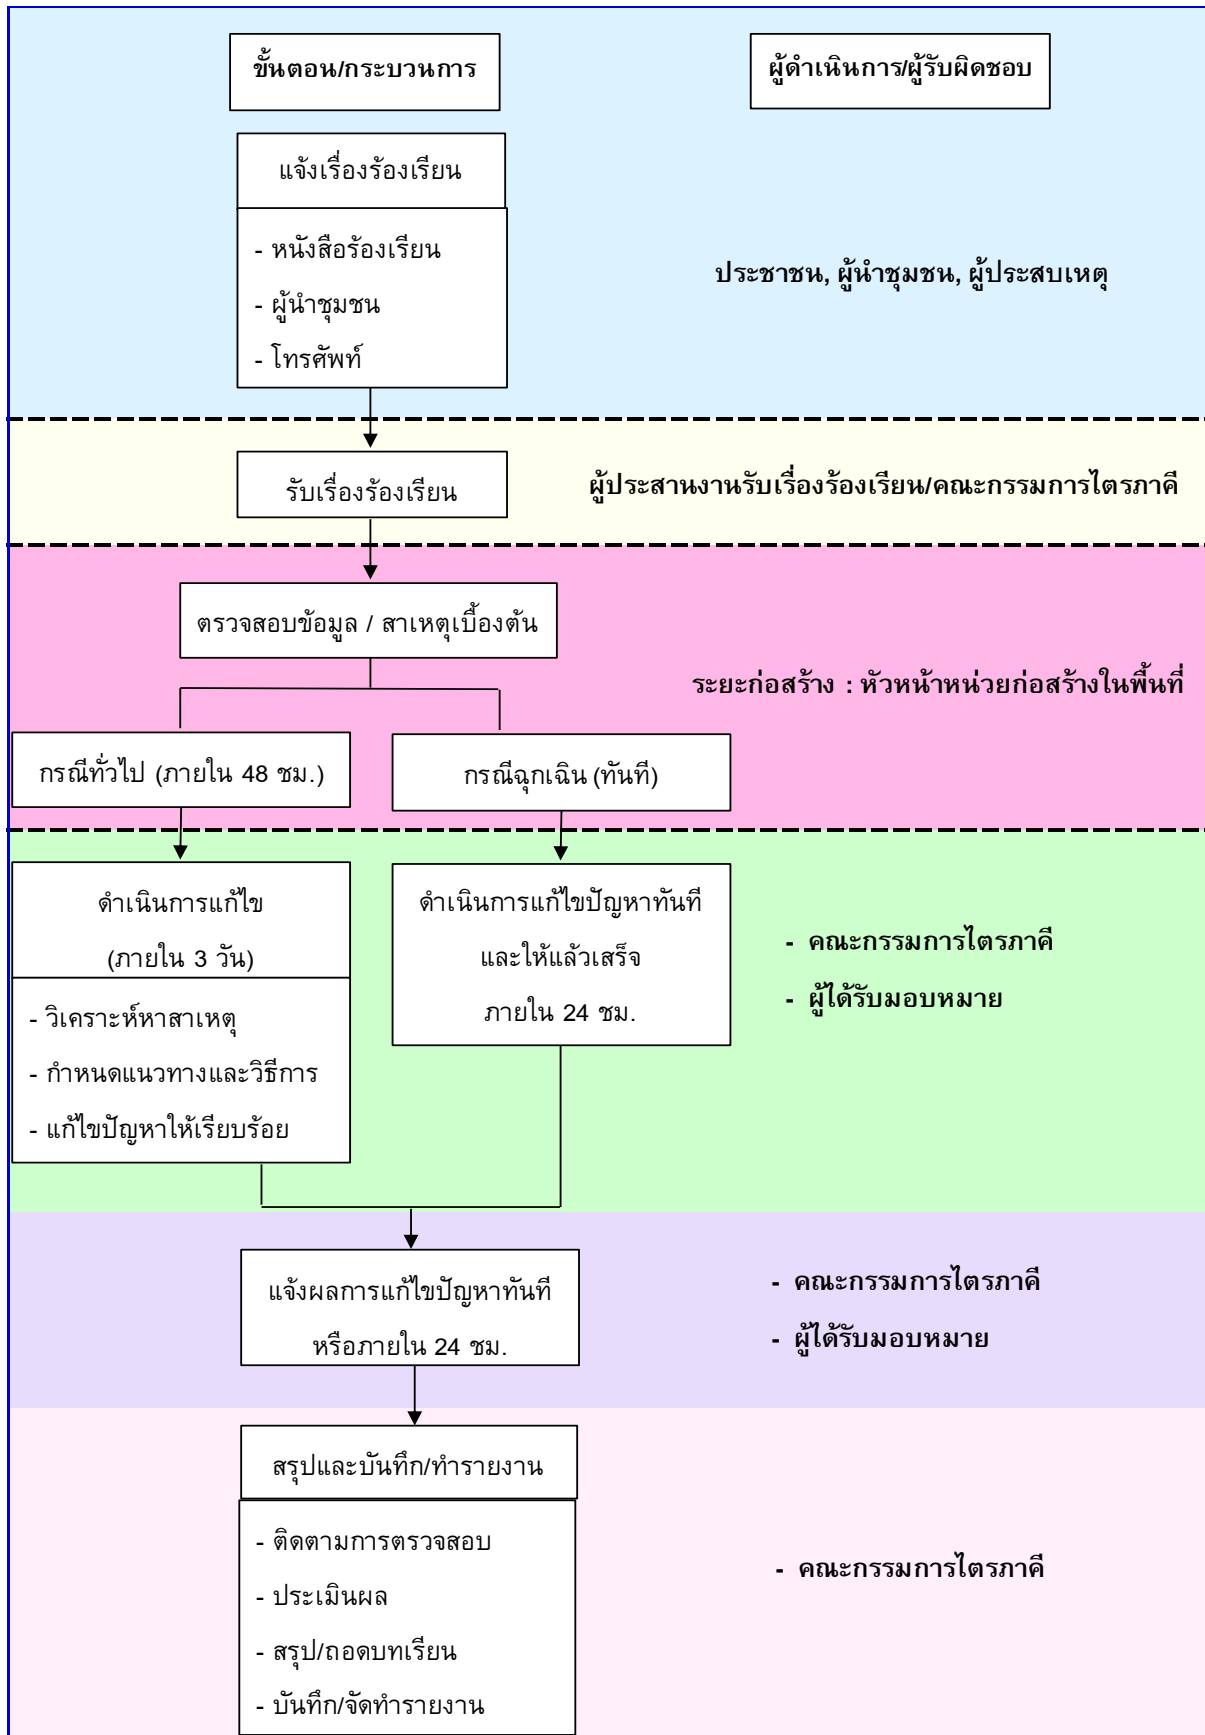 ขั้นตอน/กระบวนการ
ผู้ดำเนินการ/ผู้รับผิดชอบ
แจ้งเรื่องร้องเรียน
- หนังสือร้องเรียน
- ผู้นำชุมชน
- โทรศัพท์
ประชาชน, ผู้นำชุมชน, ผู้ประสบเหตุ
รับเรื่องร้องเรียน
ผู้ประสานงานรับเรื่องร้องเรียน/คณะกรรมการไตรภาคี
ตรวจสอบข้อมูล / สาเหตุเบื้องต้น
ระยะก่อสร้าง : หัวหน้าหน่วยก่อสร้างในพื้นที่
กรณีทั่วไป (ภายใน 48 ชม.)
กรณีฉุกเฉิน (ทันที)
ดำเนินการแก้ไข
(ภายใน 3 วัน)
- วิเคราะห์หาสาเหตุ
- กำหนดแนวทางและวิธีการ
- แก้ไขปัญหาให้เรียบร้อย
ดำเนินการแก้ไขปัญหาทันที
และให้แล้วเสร็จ
ภายใน 24 ชม.
- คณะกรรมการไตรภาคี
- ผู้ได้รับมอบหมาย
แจ้งผลการแก้ไขปัญหาทันที
หรือภายใน 24 ชม.
- คณะกรรมการไตรภาคี
- ผู้ได้รับมอบหมาย
สรุปและบันทึก/ทำรายงาน
- ติดตามการตรวจสอบ
- ประเมินผล
- สรุป/ถอดบทเรียน
- บันทึก/จัดทำรายงาน
- คณะกรรมการไตรภาคี